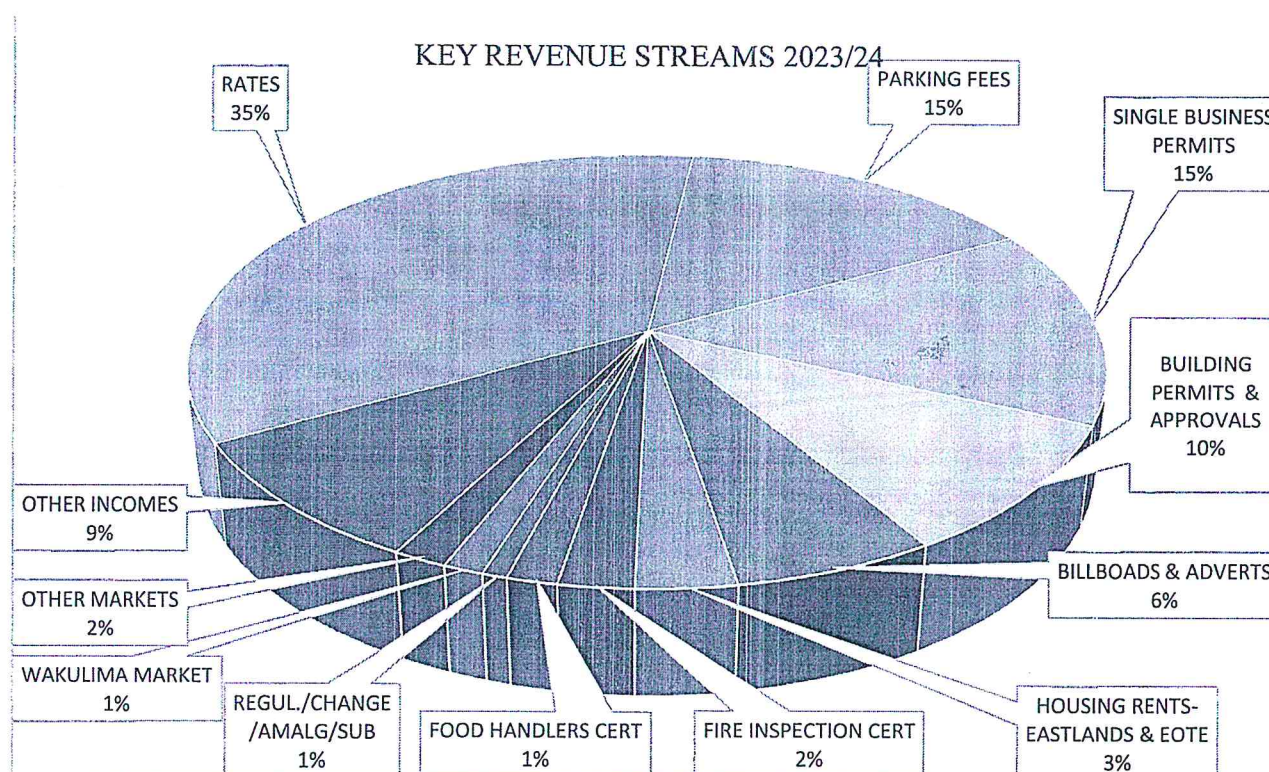 KEY REVENUE STREAMS 2023/24
RATES
35%
PARKING FEES
15%
SINGLE BUSINESS
PERMITS
15%
BUILDING
PERMITS &
APPROVALS
10%
BILLBOADS & ADVERTS
6%
HOUSING RENTS-
EASTLANDS & EOTE
3%
FIRE INSPECTION CERT
2%
FOOD HANDLERS CERT
1%
REGUL./CHANGE
/AMALG/SUB
1%
WAKULIMA MARKET
1%
OTHER MARKETS
2%
OTHER INCOMES
9%